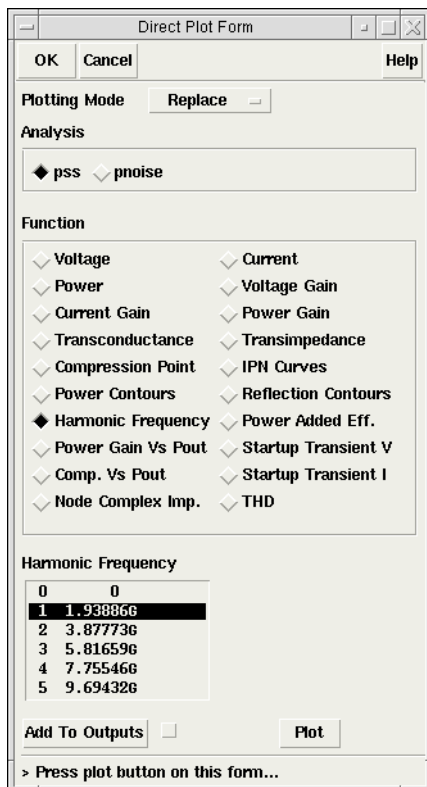 Direct Plot Form
OK Cancel Help
Plotting Mode Replace
Analysis
pss pnoise
Function
Voltage Current
Power Voltage Gain
Current Gain Power Gain
Transconductance Transimpedance
Compression Point IPN Curves
Power Contours Reflection Contours
Harmonic Frequency Power Added Eff.
Power Gain Vs Pout Startup Transient V
Comp. Vs Pout Startup Transient I
Node Complex Imp. THD
Harmonic Frequency
0 0
1 1.93886G
2 3.87773G
3 5.81659G
4 7.75546G
5 9.69432G
Add To Outputs Plot
> Press plot button on this form...